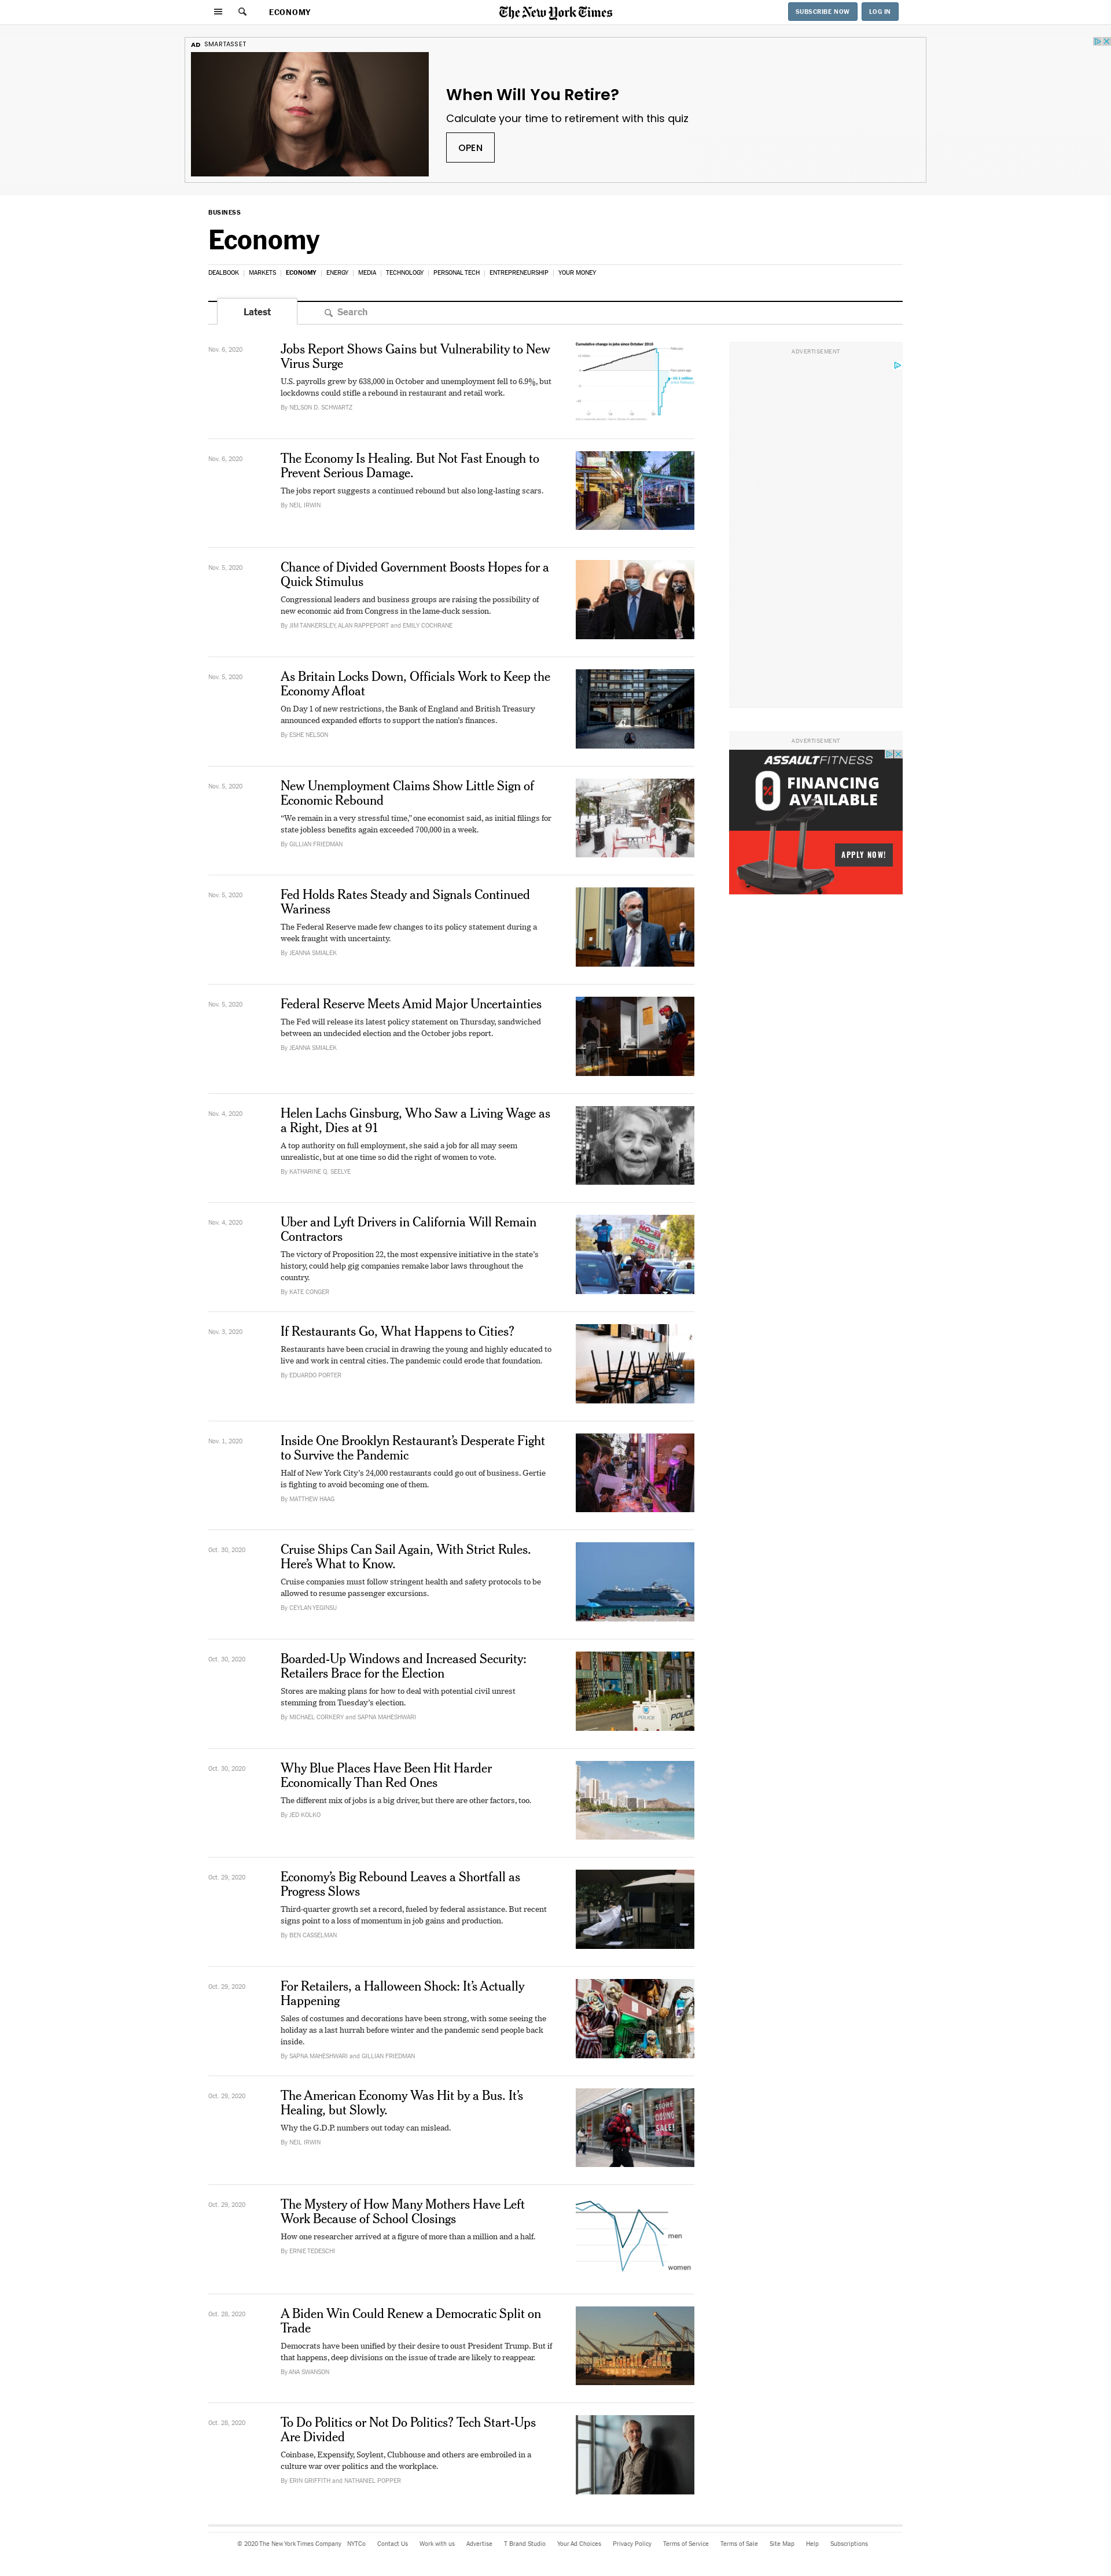 ECONOMY
The New York Times
SUBSCRIBE NOW
LOG IN
AD SMARTASSET
When Will You Retire?
Calculate your time to retirement with this quiz
OPEN
BUSINESS
Economy
DEALBOOK
MARKETS
ECONOMY
ENERGY
MEDIA
TECHNOLOGY
PERSONAL TECH
ENTREPRENEURSHIP
YOUR MONEY
Latest
Search
Nov. 6, 2020
Jobs Report Shows Gains but Vulnerability to New
Virus Surge
U.S. payrolls grew by 638,000 in October and unemployment fell to 6.9%, but
lockdowns could stifle a rebound in restaurant and retail work.
By NELSON D. SCHWARTZ
Cumulative change in jobs since October 2010
Nov. 6, 2020
The Economy Is Healing. But Not Fast Enough to
Prevent Serious Damage.
The jobs report suggests a continued rebound but also long-lasting scars.
By NEIL IRWIN
Nov. 5, 2020
Chance of Divided Government Boosts Hopes for a
Quick Stimulus
Congressional leaders and business groups are raising the possibility of
new economic aid from Congress in the lame-duck session.
By JIM TANKERSLEY, ALAN RAPPEPORT and EMILY COCHRANE
Nov. 5, 2020
As Britain Locks Down, Officials Work to Keep the
Economy Afloat
On Day 1 of new restrictions, the Bank of England and British Treasury
announced expanded efforts to support the nation's finances.
By ESHE NELSON
Nov. 5, 2020
New Unemployment Claims Show Little Sign of
Economic Rebound
“We remain in a very stressful time,” one economist said, as initial filings for
state jobless benefits again exceeded 700,000 in a week.
By GILLIAN FRIEDMAN
Nov. 5, 2020
Fed Holds Rates Steady and Signals Continued
Wariness
The Federal Reserve made few changes to its policy statement during a
week fraught with uncertainty.
By JEANNA SMIALEK
Nov. 5, 2020
Federal Reserve Meets Amid Major Uncertainties
The Fed will release its latest policy statement on Thursday, sandwiched
between an undecided election and the October jobs report.
By JEANNA SMIALEK
Nov. 4, 2020
Helen Lachs Ginsburg, Who Saw a Living Wage as
a Right, Dies at 91
A top authority on full employment, she said a job for all may seem
unrealistic, but at one time so did the right of women to vote.
By KATHARINE Q. SEELYE
Nov. 4, 2020
Uber and Lyft Drivers in California Will Remain
Contractors
The victory of Proposition 22, the most expensive initiative in the state's
history, could help gig companies remake labor laws throughout the
country.
By KATE CONGER
Nov. 3, 2020
If Restaurants Go, What Happens to Cities?
Restaurants have been crucial in drawing the young and highly educated to
live and work in central cities. The pandemic could erode that foundation.
By EDUARDO PORTER
Nov. 1, 2020
Inside One Brooklyn Restaurant's Desperate Fight
to Survive the Pandemic
Half of New York City's 24,000 restaurants could go out of business. Gertie
is fighting to avoid becoming one of them.
By MATTHEW HAAG
Oct. 30, 2020
Cruise Ships Can Sail Again, With Strict Rules.
Here's What to Know.
Cruise companies must follow stringent health and safety protocols to be
allowed to resume passenger excursions.
By CEYLAN YEGINSU
Oct. 30, 2020
Boarded-Up Windows and Increased Security:
Retailers Brace for the Election
Stores are making plans for how to deal with potential civil unrest
stemming from Tuesday's election.
By MICHAEL CORKERY and SAPNA MAHESHWARI
POLICE
POLICE
Oct. 30, 2020
Why Blue Places Have Been Hit Harder
Economically Than Red Ones
The different mix of jobs is a big driver, but there are other factors, too.
By JED KOLKO
Oct. 29, 2020
Economy's Big Rebound Leaves a Shortfall as
Progress Slows
Third-quarter growth set a record, fueled by federal assistance. But recent
signs point to a loss of momentum in job gains and production.
By BEN CASSELMAN
Oct. 29, 2020
For Retailers, a Halloween Shock: It's Actually
Happening
Sales of costumes and decorations have been strong, with some seeing the
holiday as a last hurrah before winter and the pandemic send people back
inside.
By SAPNA MAHESHWARI and GILLIAN FRIEDMAN
Oct. 29, 2020
The American Economy Was Hit by a Bus. It's
Healing, but Slowly.
Why the G.D.P. numbers out today can mislead.
By NEIL IRWIN
STORE
CLOSING
SALE!
Oct. 29, 2020
The Mystery of How Many Mothers Have Left
Work Because of School Closings
How one researcher arrived at a figure of more than a million and a half.
By ERNIE TEDESCHI
men
women
Oct. 28, 2020
A Biden Win Could Renew a Democratic Split on
Trade
Democrats have been unified by their desire to oust President Trump. But if
that happens, deep divisions on the issue of trade are likely to reappear.
By ANA SWANSON
Oct. 28, 2020
To Do Politics or Not Do Politics? Tech Start-Ups
Are Divided
Coinbase, Expensify, Soylent, Clubhouse and others are embroiled in a
culture war over politics and the workplace.
By ERIN GRIFFITH and NATHANIEL POPPER
ADVERTISEMENT
ADVERTISEMENT
ASSAULTFITNESS
0% FINANCING
AVAILABLE
APPLY NOW!
© 2020 The New York Times Company
NYTCo
Contact Us
Work with us
Advertise
T Brand Studio
Your Ad Choices
Privacy Policy
Terms of Service
Terms of Sale
Site Map
Help
Subscriptions